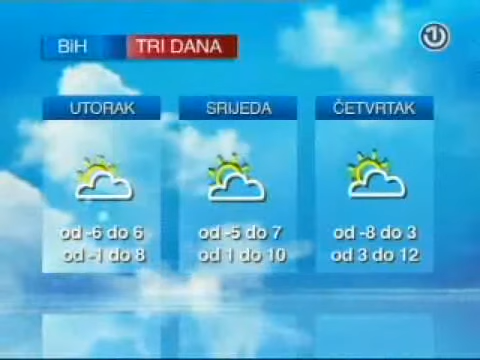 BiH TRI DANA
1
UTORAK SRIJEDA ČETVRTAK
od -6 do 6 od -5 do 7 od -8 do 3
od -1 do 8 od 1 do 10 od 3 do 12